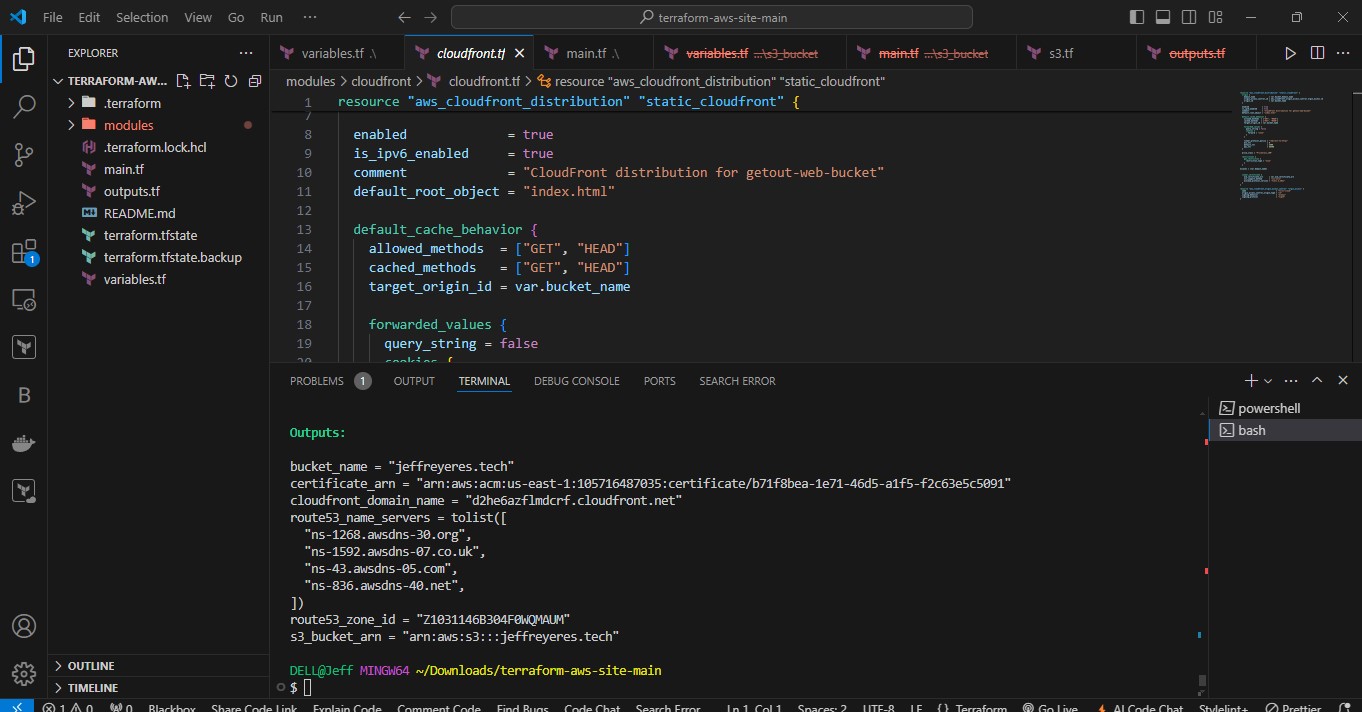 File Edit Selection View Go Run ··· terraform-aws-site-main
EXPLORER ···
TERRAFORM-AW...
.terraform
modules
.terraform.lock.hcl
main.tf
outputs.tf
README.md
terraform.tfstate
terraform.tfstate.backup
variables.tf
OUTLINE
TIMELINE
1
B
variables.tf .\ cloudfront.tf main.tf .\ variables.tf ...\s3_bucket main.tf ...\s3_bucket s3.tf outputs.tf
modules > cloudfront > cloudfront.tf > resource "aws_cloudfront_distribution" "static_cloudfront"
1 resource "aws_cloudfront_distribution" "static_cloudfront" {
7
8 enabled = true
9 is_ipv6_enabled = true
10 comment = "CloudFront distribution for getout-web-bucket"
11 default_root_object = "index.html"
12
13 default_cache_behavior {
14 allowed_methods = ["GET", "HEAD"]
15 cached_methods = ["GET", "HEAD"]
16 target_origin_id = var.bucket_name
17
18 forwarded_values {
19 query_string = false
20 cookies {
PROBLEMS 1 OUTPUT TERMINAL DEBUG CONSOLE PORTS SEARCH ERROR
powershell
bash
Outputs:
bucket_name = "jeffreyeres.tech"
certificate_arn = "arn:aws:acm:us-east-1:105716487035:certificate/b71f8bea-1e71-46d5-a1f5-f2c63e5c5091"
cloudfront_domain_name = "d2he6azflmdcrf.cloudfront.net"
route53_name_servers = tolist([
"ns-1268.awsdns-30.org",
"ns-1592.awsdns-07.co.uk",
"ns-43.awsdns-05.com",
"ns-836.awsdns-40.net",
])
route53_zone_id = "Z1031146B304F0WQMAUM"
s3_bucket_arn = "arn:aws:s3:::jeffreyeres.tech"
DELL@Jeff MINGW64 ~/Downloads/terraform-aws-site-main
$
1 0 0 Blackbox Share Code Link Explain Code Comment Code Find Bugs Code Chat Search Error Ln 1, Col 1 Spaces: 2 UTF-8 LF {} Terraform Go Live AI Code Chat Stylelint+ Prettier